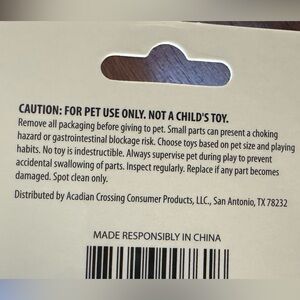 CAUTION: FOR PET USE ONLY. NOT A CHILD'S TOY.
Remove all packaging before giving to pet. Small parts can present a choking
hazard or gastrointestinal blockage risk. Choose toys based on pet size and playing
habits. No toy is indestructible. Always supervise pet during play to prevent
accidental swallowing of parts. Inspect regularly. Replace if any part becomes
damaged. Spot clean only.
Distributed by Acadian Crossing Consumer Products, LLC., San Antonio, TX 78232
MADE RESPONSIBLY IN CHINA